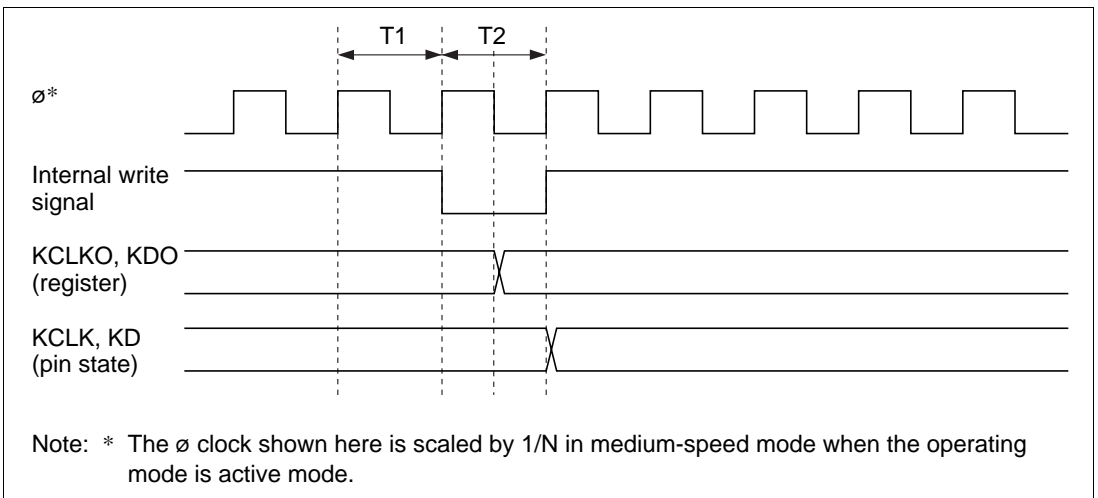 T1 T2
ø*
Internal write
signal
KCLKO, KDO
(register)
KCLK, KD
(pin state)
Note: * The ø clock shown here is scaled by 1/N in medium-speed mode when the operating
mode is active mode.